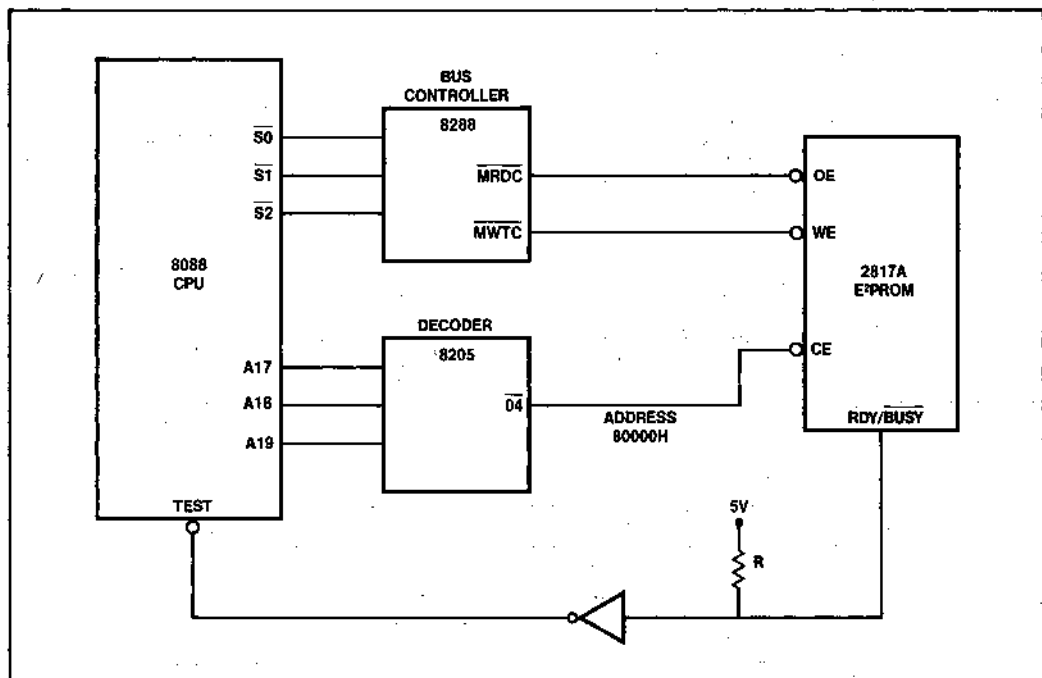 BUS
CONTROLLER
8288
S0
S1
S2
MRDC
MWTC
OE
WE
CE
8088
CPU
2817A
E²PROM
DECODER
8205
A17
A18
A19
04
ADDRESS
80000H
RDY/BUSY
TEST
5V
R